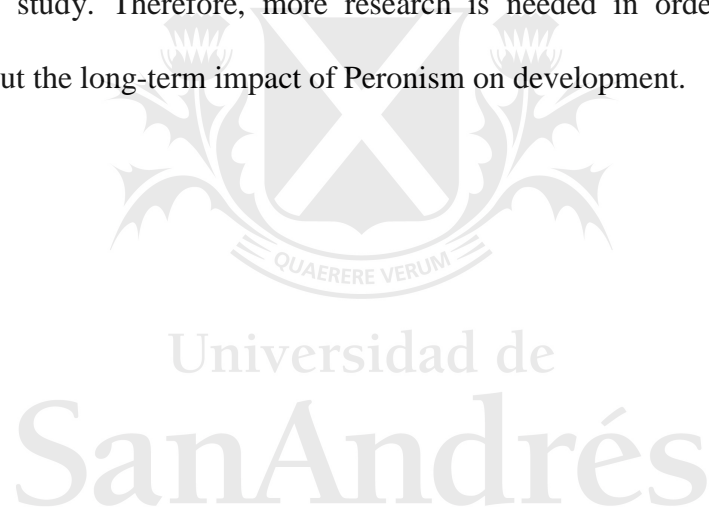 study. Therefore, more research is needed in orde
ut the long-term impact of Peronism on development.
QUAERERE VERUM
Universidad de
SanAndrés